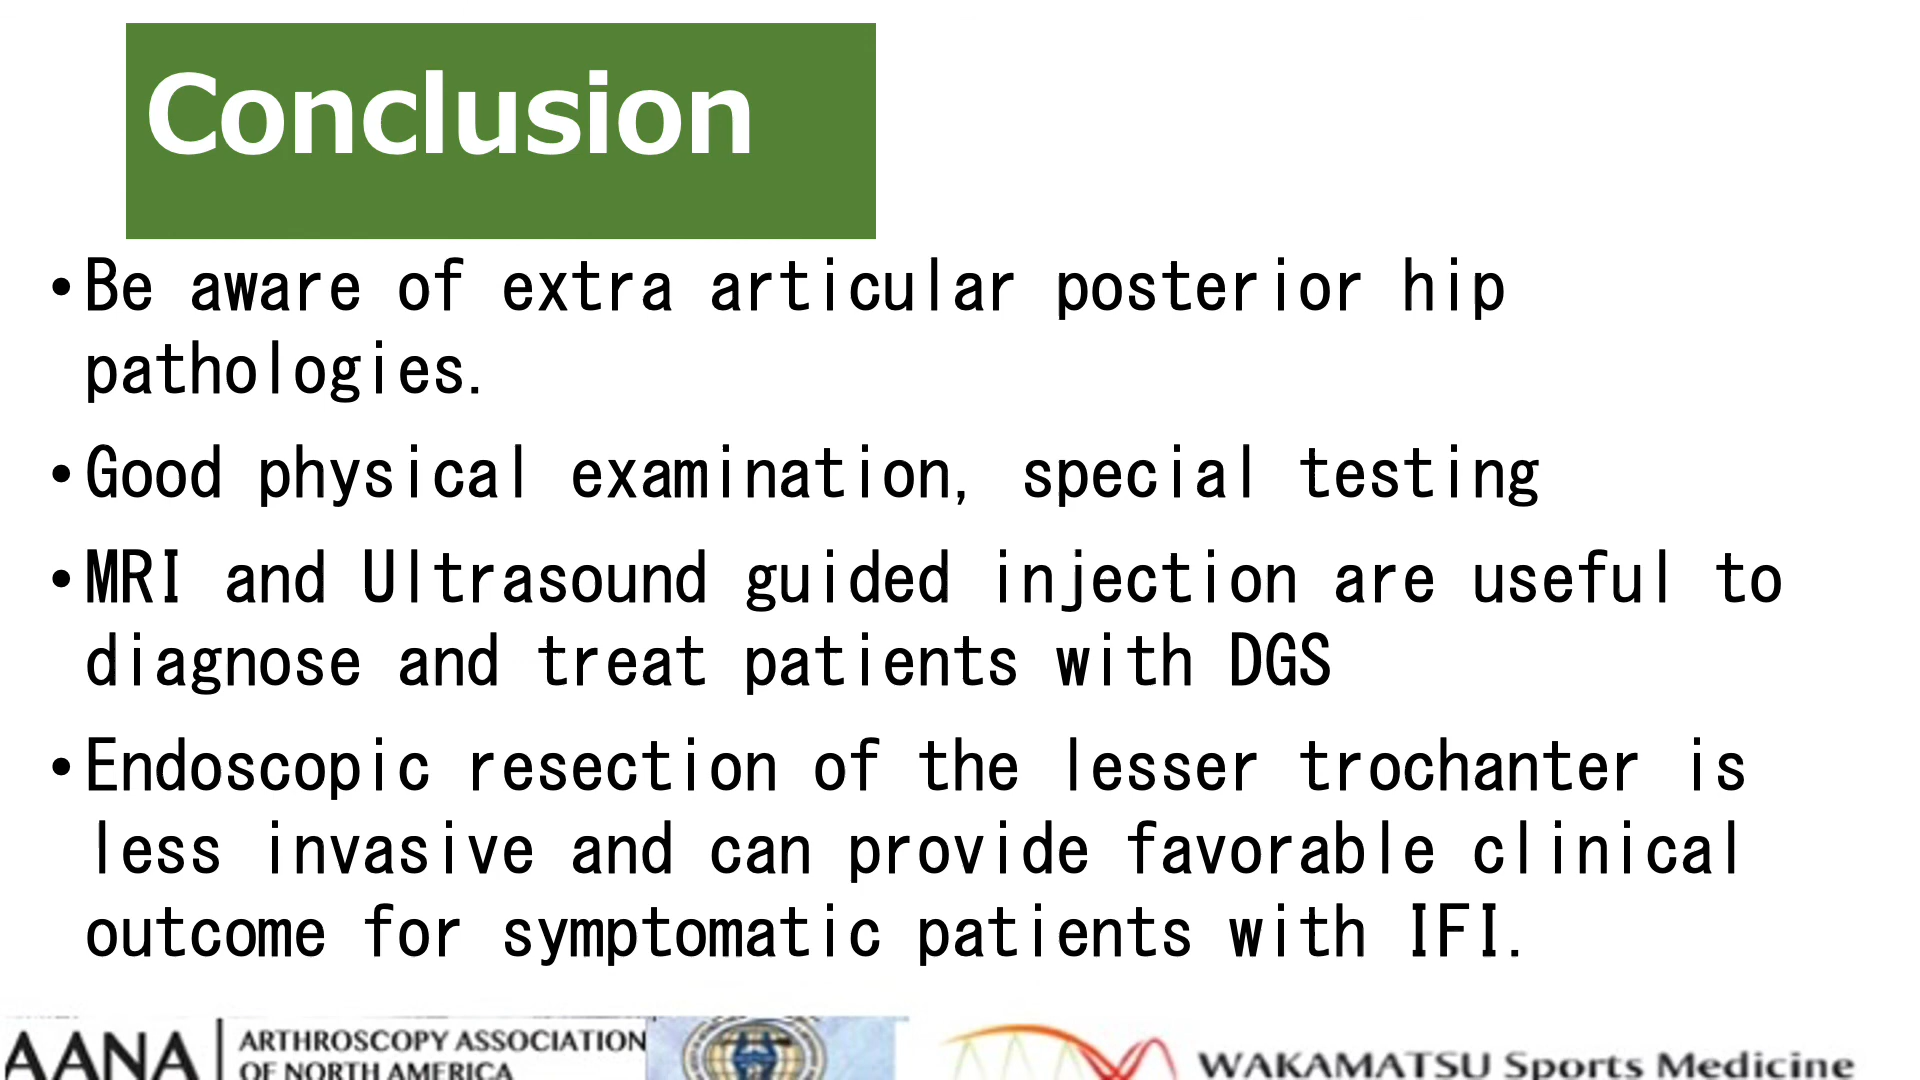 Conclusion
•Be aware of extra articular posterior hip
pathologies.
•Good physical examination, special testing
•MRI and Ultrasound guided injection are useful to
diagnose and treat patients with DGS
•Endoscopic resection of the lesser trochanter is
less invasive and can provide favorable clinical
outcome for symptomatic patients with IFI.
AANA
ARTHROSCOPY ASSOCIATION
OF NORTH AMERICA
WAKAMATSU Sports Medicine